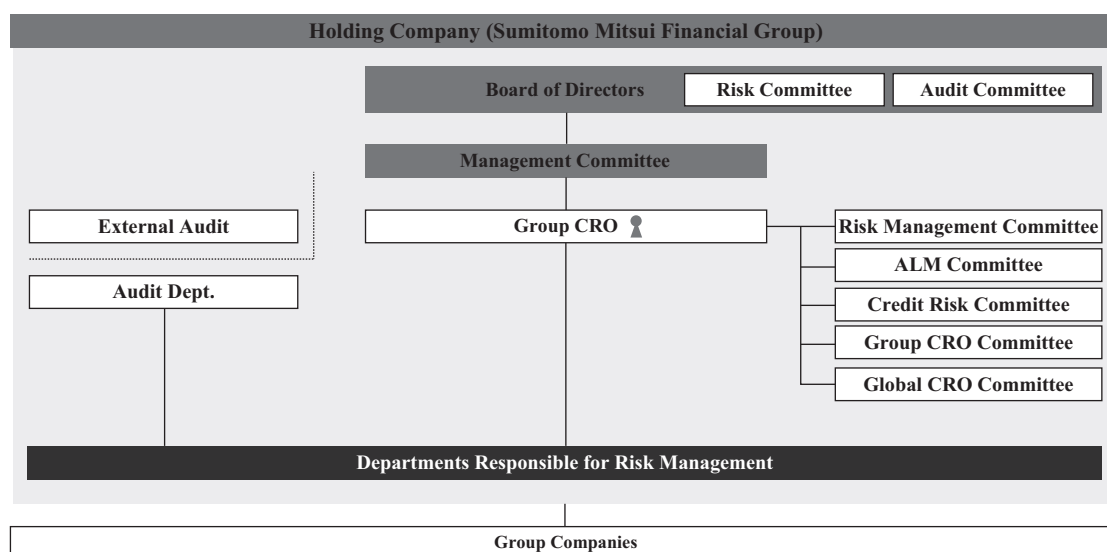 Holding Company (Sumitomo Mitsui Financial Group)
Board of Directors
Risk Committee
Audit Committee
Management Committee
External Audit
Group CRO
Risk Management Committee
ALM Committee
Audit Dept.
Credit Risk Committee
Group CRO Committee
Global CRO Committee
Departments Responsible for Risk Management
Group Companies